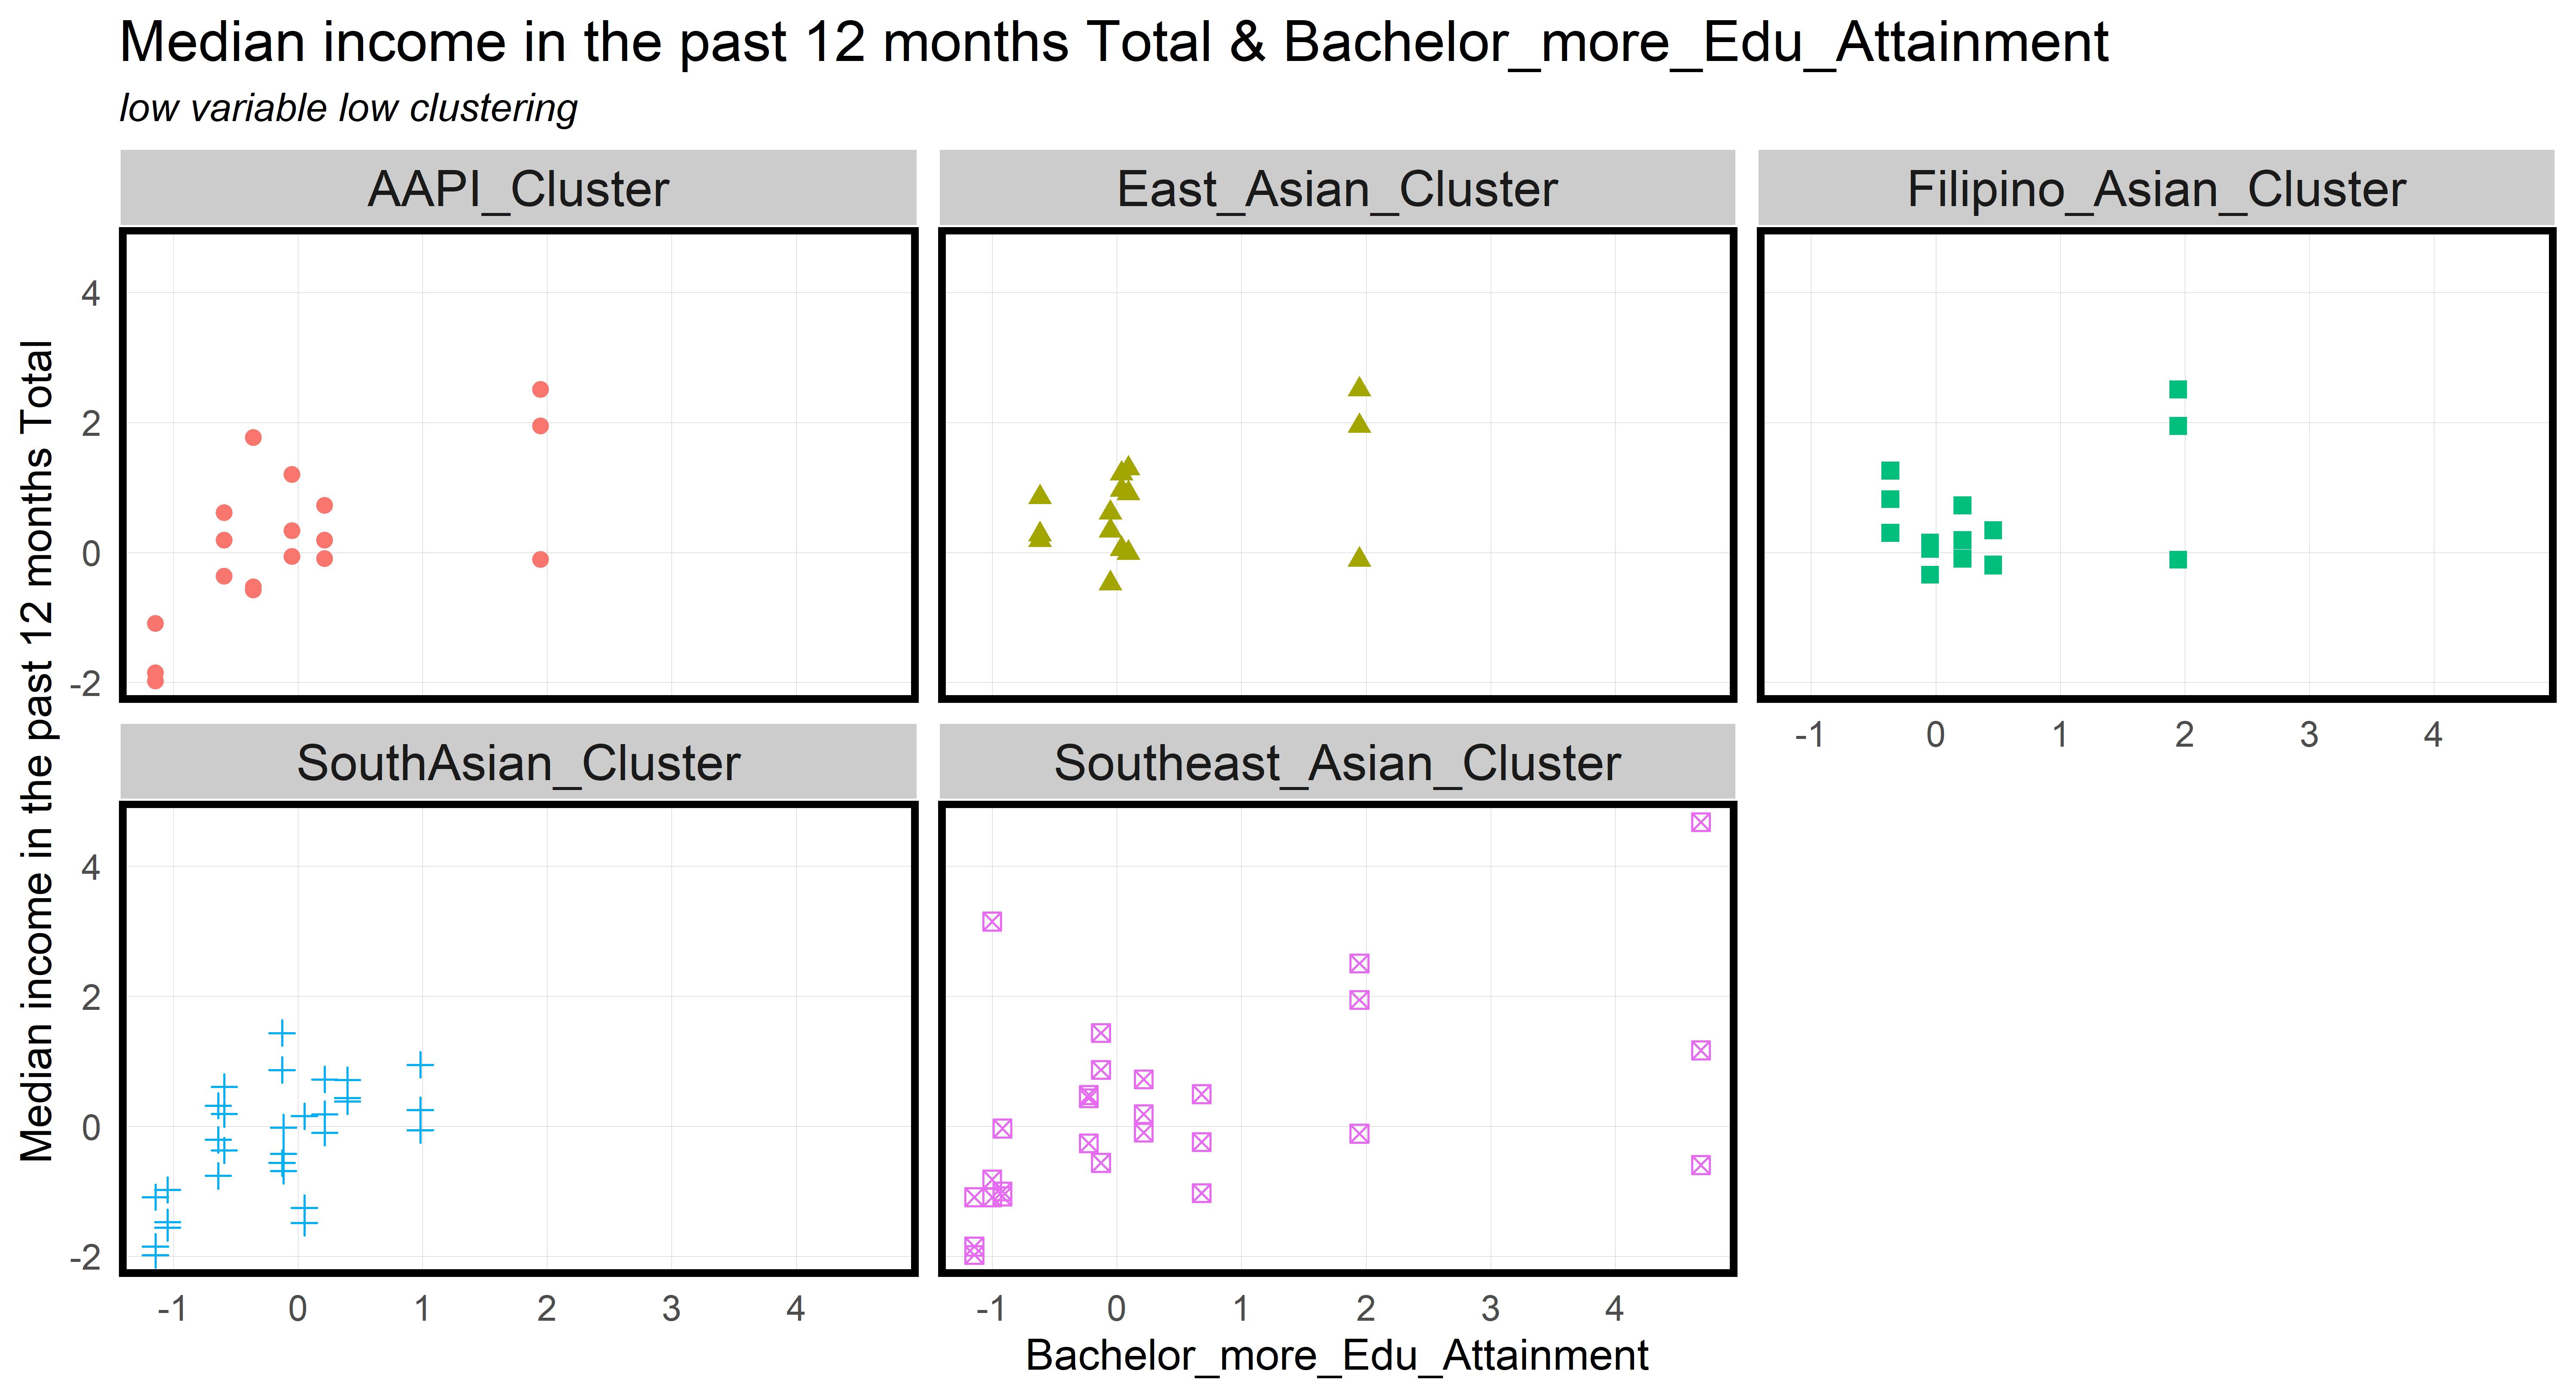 Median income in the past 12 months Total & Bachelor_more_Edu_Attainment
low variable low clustering
AAPI_Cluster
East_Asian_Cluster
Filipino_Asian_Cluster
4
2
0
-2
-1 0 1 2 3 4
Median income in the past 12 months Total
SouthAsian_Cluster
Southeast_Asian_Cluster
4
2
0
-2
-1 0 1 2 3 4
-1 0 1 2 3 4
Bachelor_more_Edu_Attainment